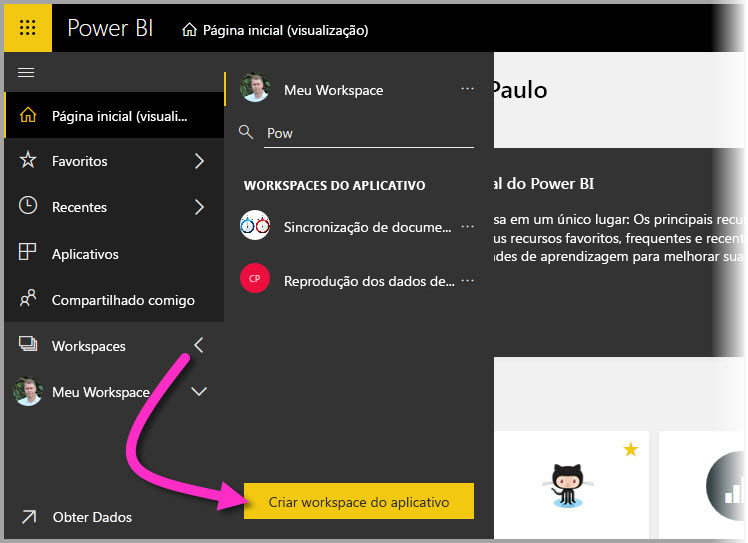 Power BI
Página inicial (visualização)
Página inicial (visuali...
Favoritos
Recentes
Aplicativos
Compartilhado comigo
Workspaces
Meu Workspace
Obter Dados
Meu Workspace
Pow
WORKSPACES DO APLICATIVO
Sincronização de docume...
CP
Reprodução dos dados de...
Criar workspace do aplicativo
Paulo
al do Power BI
sa em um único lugar: Os principais recu
us recursos favoritos, frequentes e recent
des de aprendizagem para melhorar sua